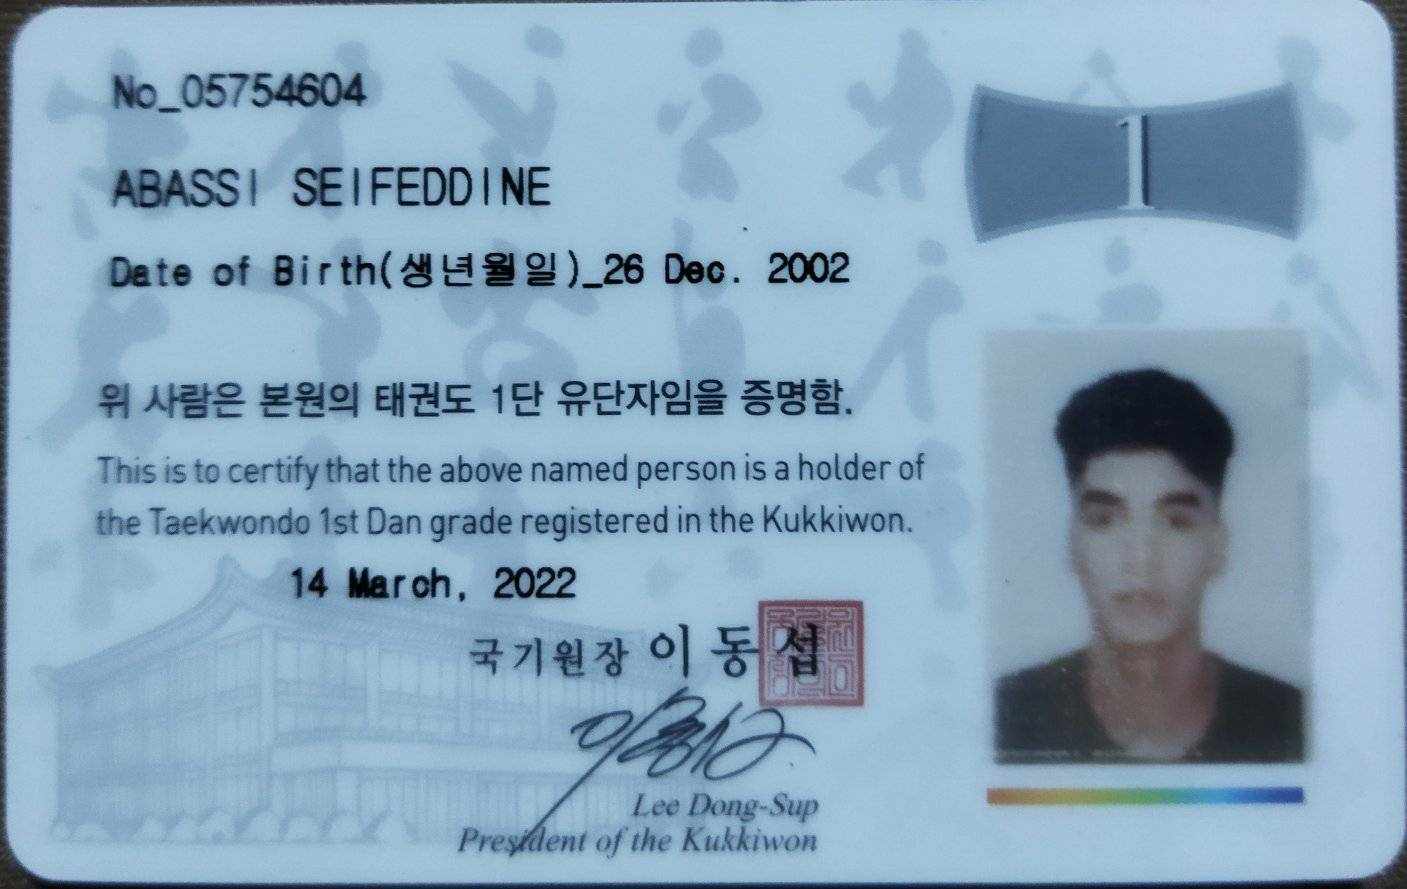 No_05754604
1
ABASSI SEIFEDDINE
Date of Birth(생년월일)_26 Dec. 2002
위 사람은 본원의 태권도 1단 유단자임을 증명함.
This is to certify that the above named person is a holder of
the Taekwondo 1st Dan grade registered in the Kukkiwon.
14 March, 2022
국기원장 이동섭
Lee Dong-Sup
President of the Kukkiwon